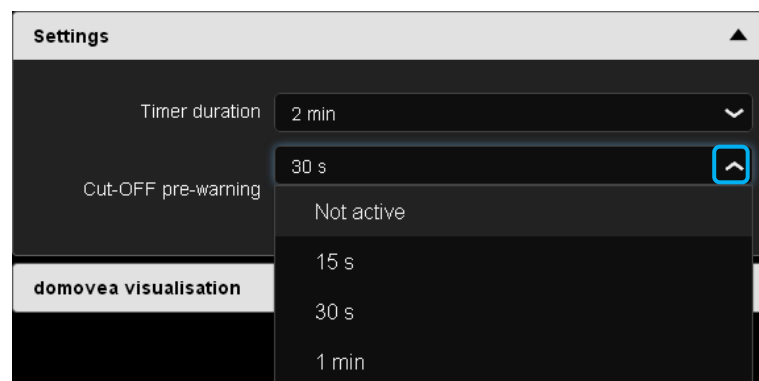 Settings
Timer duration 2 min
30 s
Cut-OFF pre-warning
Not active
15 s
domovea visualisation
30 s
1 min